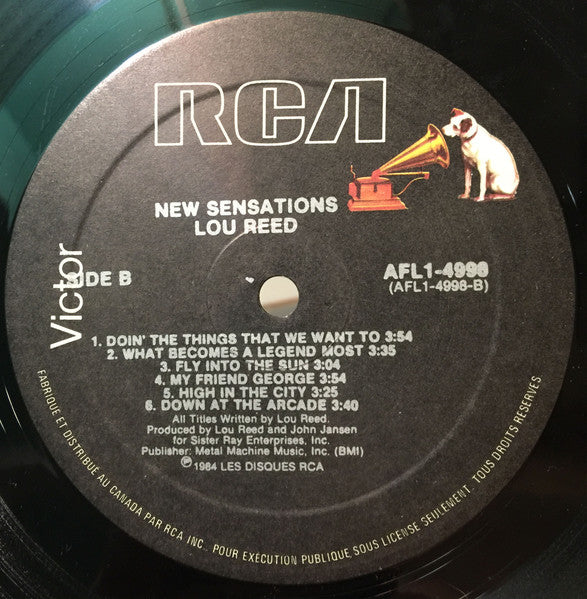 RCA
NEW SENSATIONS
LOU REED
Victor
SIDE B
AFL1-4998
(AFL1-4998-B)
1. DOIN' THE THINGS THAT WE WANT TO 3:54
2. WHAT BECOMES A LEGEND MOST 3:35
3. FLY INTO THE SUN 3:04
4. MY FRIEND GEORGE 3:54
5. HIGH IN THE CITY 3:25
6. DOWN AT THE ARCADE 3:40
All Titles Written by Lou Reed.
Produced by Lou Reed and John Jansen
for Sister Ray Enterprises, Inc.
Publisher: Metal Machine Music, Inc. (BMI)
℗ 1984 LES DISQUES RCA
FABRIQUÉ ET DISTRIBUÉ AU CANADA PAR RCA INC., POUR EXÉCUTION PUBLIQUE SOUS LICENSE SEULEMENT. TOUS DROITS RÉSERVÉS